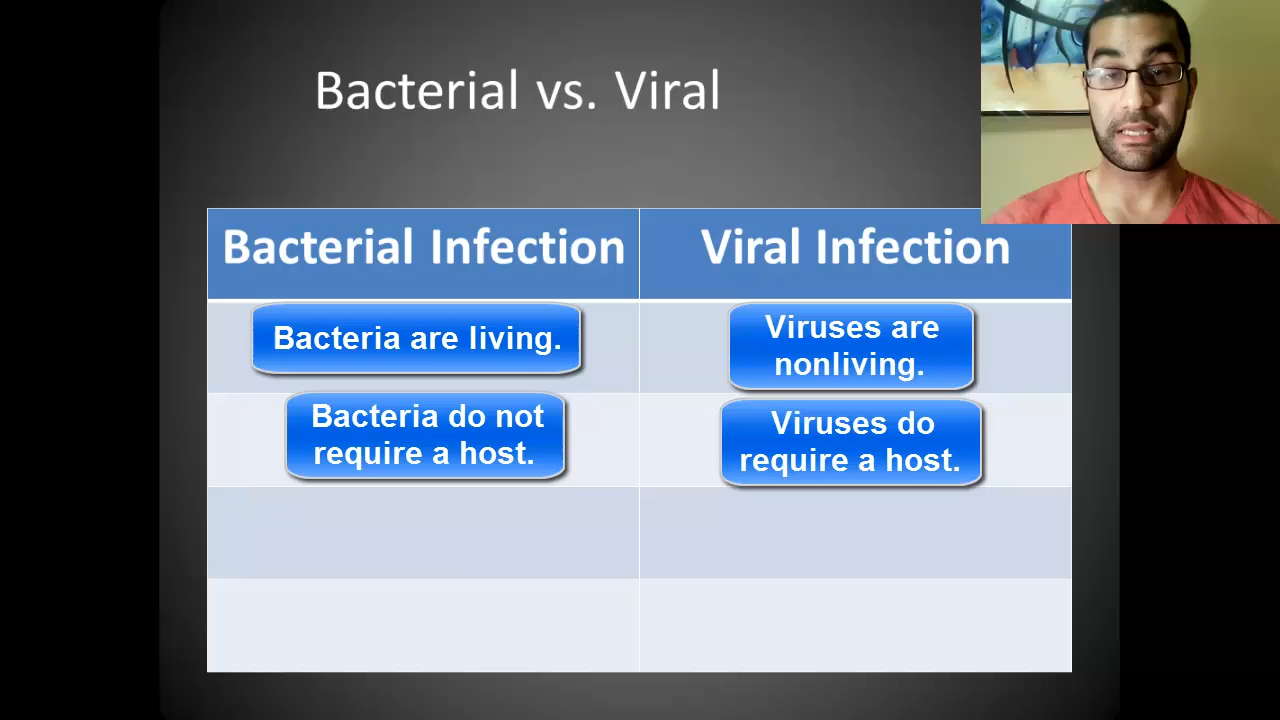 Bacterial vs. Viral
Bacterial Infection
Viral Infection
Bacteria are living.
Viruses are
nonliving.
Bacteria do not
require a host.
Viruses do
require a host.